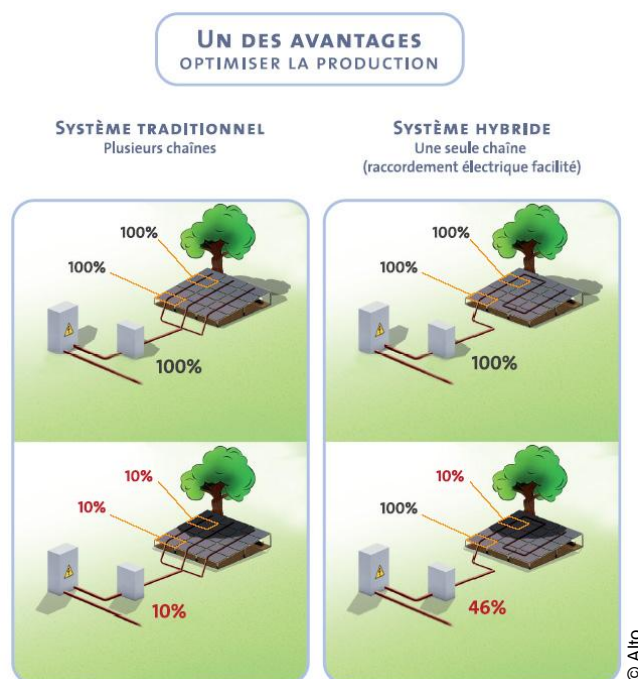 UN DES AVANTAGES
OPTIMISER LA PRODUCTION
SYSTÈME TRADITIONNEL
Plusieurs chaînes
SYSTÈME HYBRIDE
Une seule chaîne
(raccordement électrique facilité)
100%
100%
100%
100%
100%
100%
10%
10%
10%
10%
100%
46%
© Alto